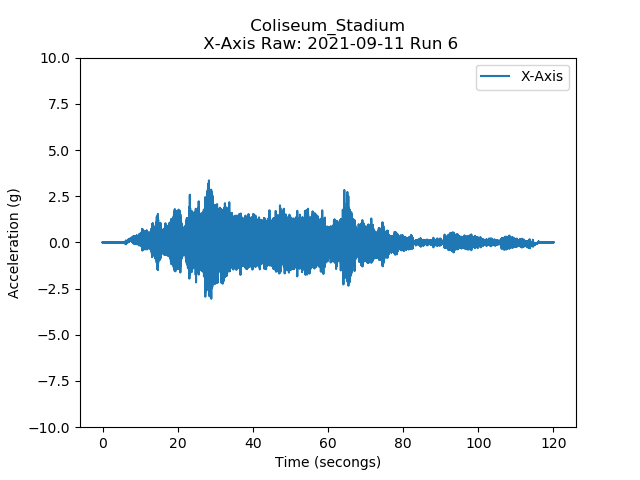 Coliseum_Stadium
X-Axis Raw: 2021-09-11 Run 6
10.0
7.5
5.0
2.5
0.0
−2.5
−5.0
−7.5
−10.0
Acceleration (g)
X-Axis
0 20 40 60 80 100 120
Time (seconds)